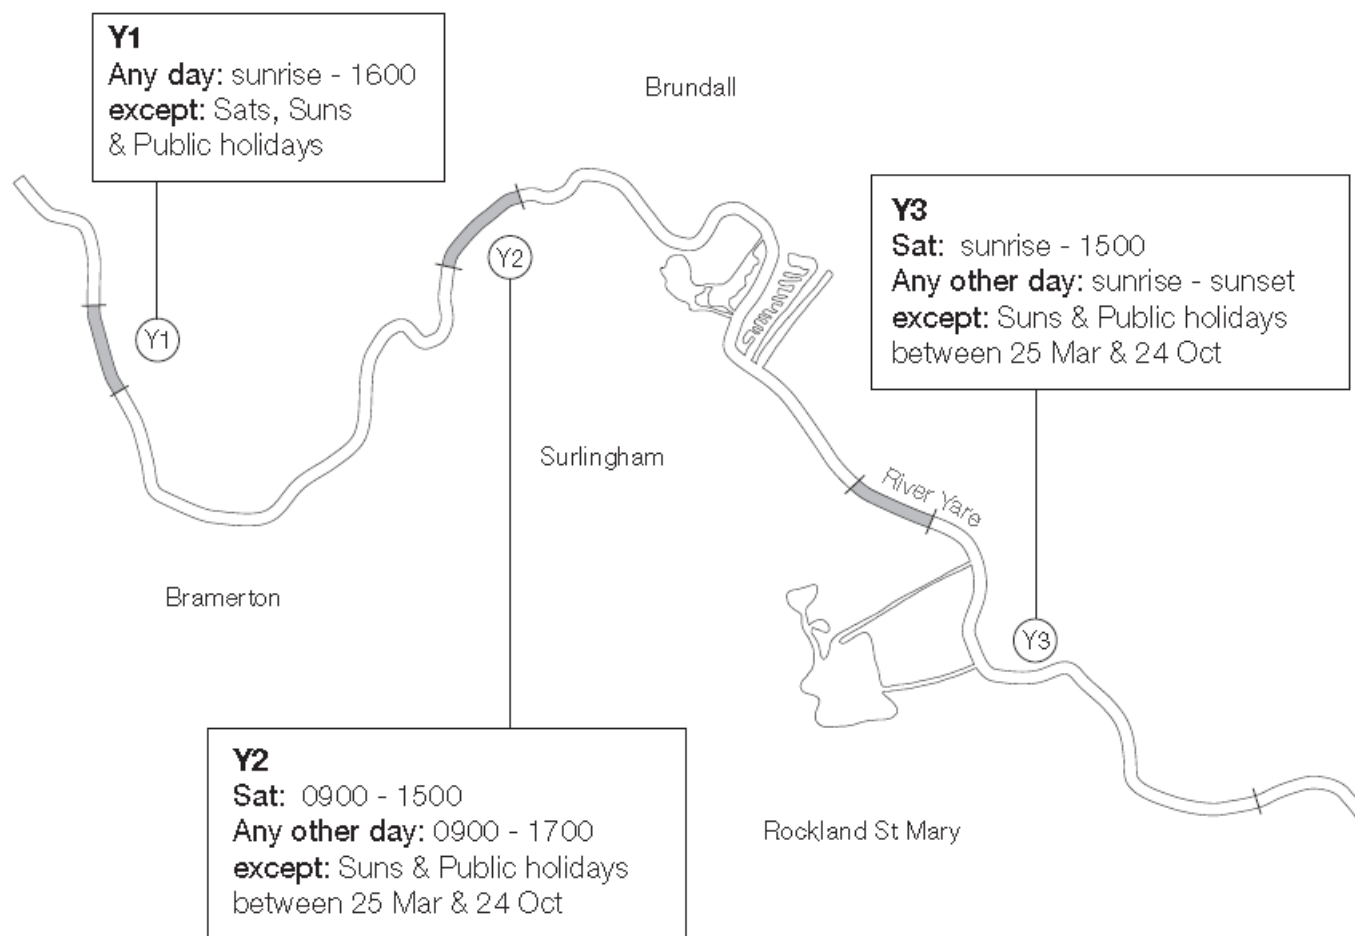 Y1
Any day: sunrise - 1600
except: Sats, Suns
& Public holidays
Brundall
Y3
Sat: sunrise - 1500
Any other day: sunrise - sunset
except: Suns & Public holidays
between 25 Mar & 24 Oct
Y2
Y1
Surlingham
River Yare
Bramerton
Y3
Y2
Sat: 0900 - 1500
Any other day: 0900 - 1700
except: Suns & Public holidays
between 25 Mar & 24 Oct
Rockland St Mary